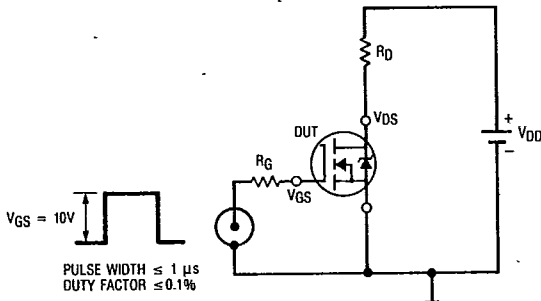 RD
VDS
DUT
+
VDD
−
RG
VGS
VGS = 10V
PULSE WIDTH ≤ 1 µs
DUTY FACTOR ≤ 0.1%